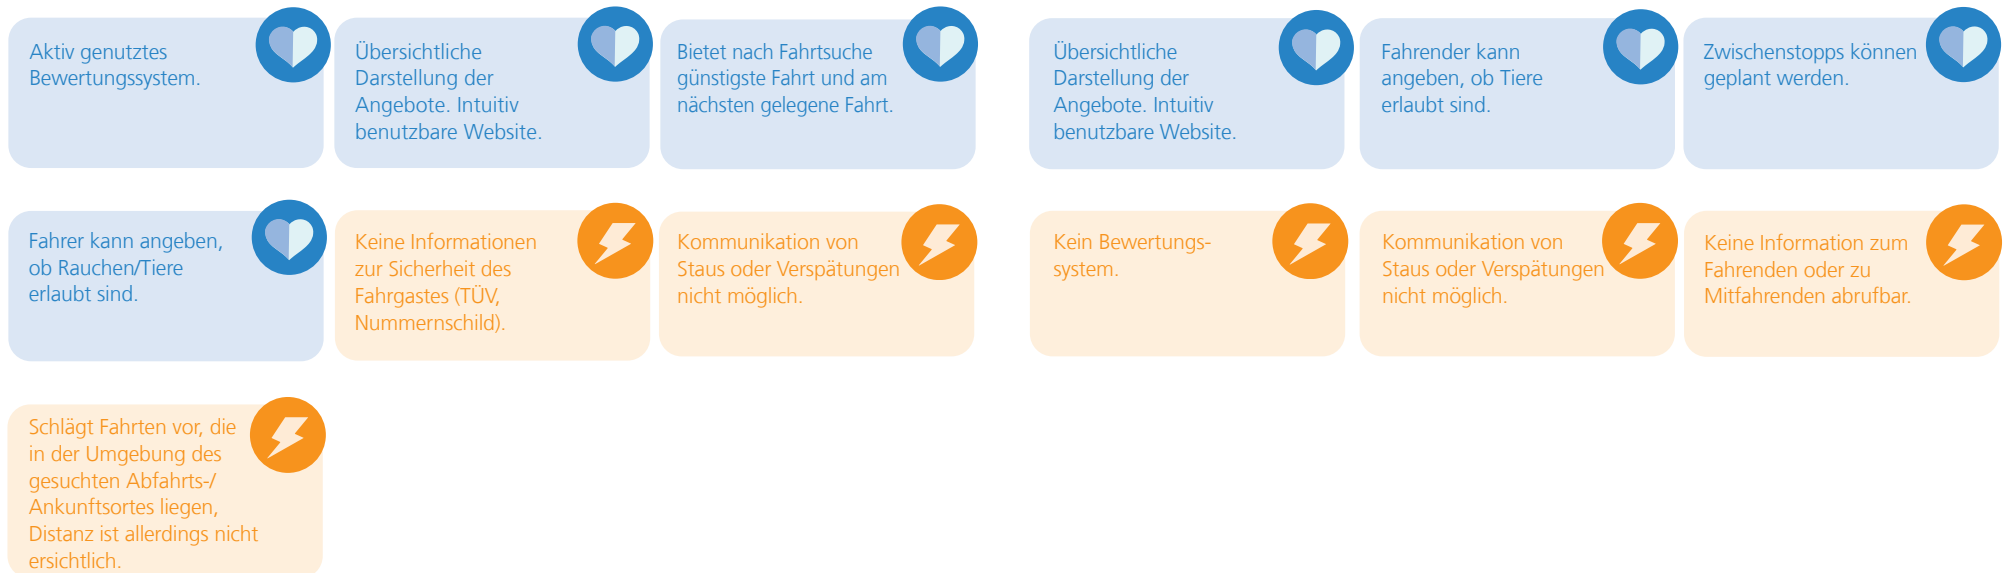 Aktiv genutztes
Bewertungssystem.
Übersichtliche
Darstellung der
Angebote. Intuitiv
benutzbare Website.
Bietet nach Fahrtsuche
günstigste Fahrt und am
nächsten gelegene Fahrt.
Fahrer kann angeben,
ob Rauchen/Tiere
erlaubt sind.
Keine Informationen
zur Sicherheit des
Fahrgastes (TÜV,
Nummernschild).
Kommunikation von
Staus oder Verspätungen
nicht möglich.
Schlägt Fahrten vor, die
in der Umgebung des
gesuchten Abfahrts-/
Ankunftsortes liegen,
Distanz ist allerdings nicht
ersichtlich.
Übersichtliche
Darstellung der
Angebote. Intuitiv
benutzbare Website.
Fahrender kann
angeben, ob Tiere
erlaubt sind.
Zwischenstopps können
geplant werden.
Kein Bewertungs-
system.
Kommunikation von
Staus oder Verspätungen
nicht möglich.
Keine Information zum
Fahrenden oder zu
Mitfahrenden abrufbar.